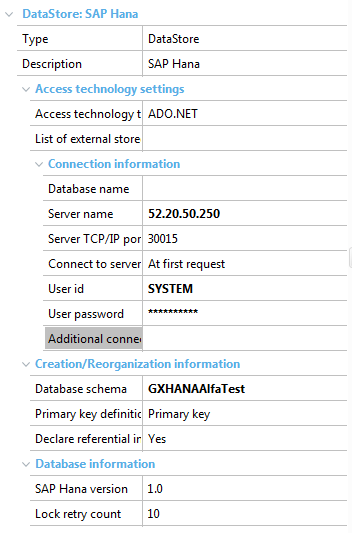 DataStore: SAP Hana
Type DataStore
Description SAP Hana
Access technology settings
Access technology t ADO.NET
List of external store
Connection information
Database name
Server name 52.20.50.250
Server TCP/IP por 30015
Connect to server At first request
User id SYSTEM
User password **********
Additional conne
Creation/Reorganization information
Database schema GXHANAAlfaTest
Primary key definitic Primary key
Declare referential in Yes
Database information
SAP Hana version 1.0
Lock retry count 10